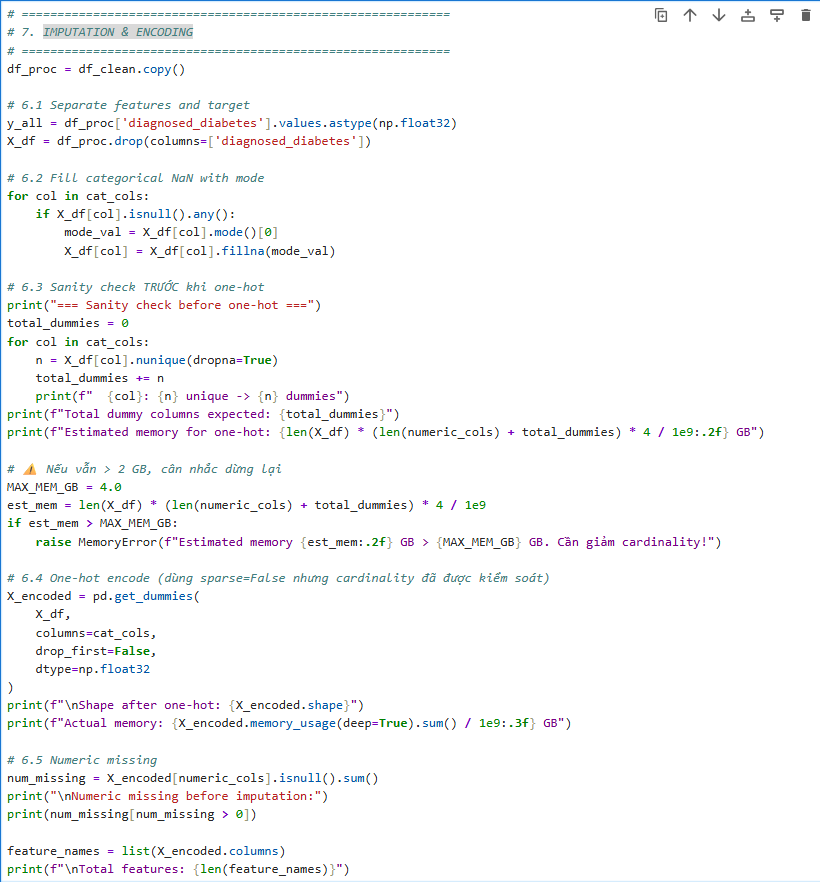 # ============================================================
# 7. IMPUTATION & ENCODING
# ============================================================
df_proc = df_clean.copy()

# 6.1 Separate features and target
y_all = df_proc['diagnosed_diabetes'].values.astype(np.float32)
X_df = df_proc.drop(columns=['diagnosed_diabetes'])

# 6.2 Fill categorical NaN with mode
for col in cat_cols:
    if X_df[col].isnull().any():
        mode_val = X_df[col].mode()[0]
        X_df[col] = X_df[col].fillna(mode_val)

# 6.3 Sanity check TRƯỚC khi one-hot
print("=== Sanity check before one-hot ===")
total_dummies = 0
for col in cat_cols:
    n = X_df[col].nunique(dropna=True)
    total_dummies += n
    print(f"  {col}: {n} unique -> {n} dummies")
print(f"Total dummy columns expected: {total_dummies}")
print(f"Estimated memory for one-hot: {len(X_df) * (len(numeric_cols) + total_dummies) * 4 / 1e9:.2f} GB")

# ⚠️ Nếu vẫn > 2 GB, cân nhắc dừng lại
MAX_MEM_GB = 4.0
est_mem = len(X_df) * (len(numeric_cols) + total_dummies) * 4 / 1e9
if est_mem > MAX_MEM_GB:
    raise MemoryError(f"Estimated memory {est_mem:.2f} GB > {MAX_MEM_GB} GB. Cần giảm cardinality!")

# 6.4 One-hot encode (dùng sparse=False nhưng cardinality đã được kiểm soát)
X_encoded = pd.get_dummies(
    X_df,
    columns=cat_cols,
    drop_first=False,
    dtype=np.float32
)
print(f"\nShape after one-hot: {X_encoded.shape}")
print(f"Actual memory: {X_encoded.memory_usage(deep=True).sum() / 1e9:.3f} GB")

# 6.5 Numeric missing
num_missing = X_encoded[numeric_cols].isnull().sum()
print("\nNumeric missing before imputation:")
print(num_missing[num_missing > 0])

feature_names = list(X_encoded.columns)
print(f"\nTotal features: {len(feature_names)}")